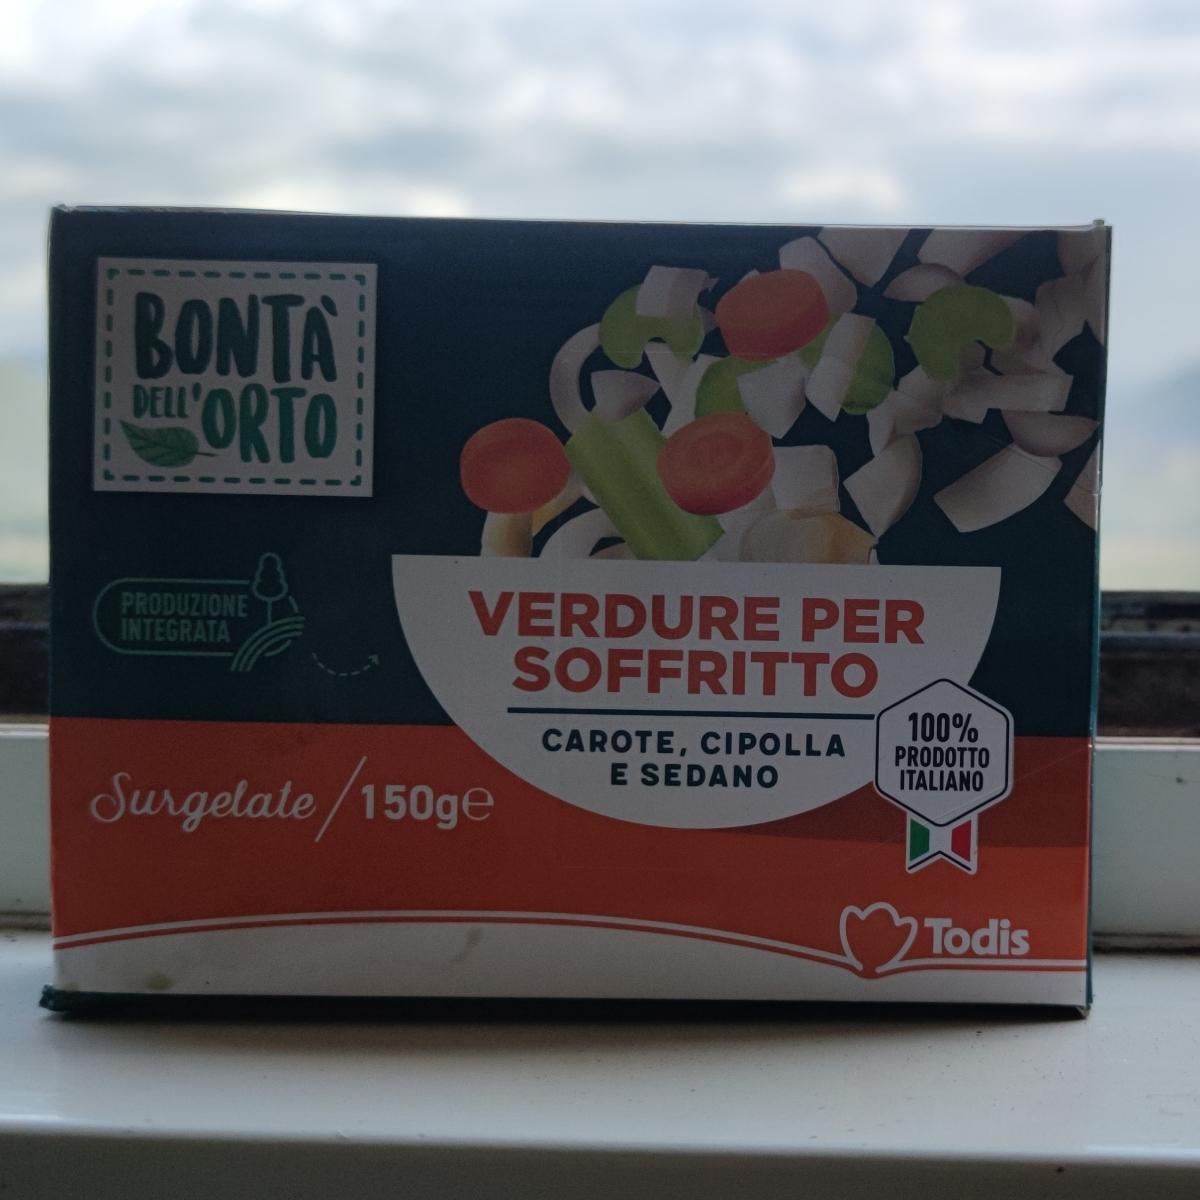 BONTÀ
DELL'ORTO
PRODUZIONE
INTEGRATA
VERDURE PER
SOFFRITTO
CAROTE, CIPOLLA
E SEDANO
100%
PRODOTTO
ITALIANO
Surgelate / 150g℮
Todis